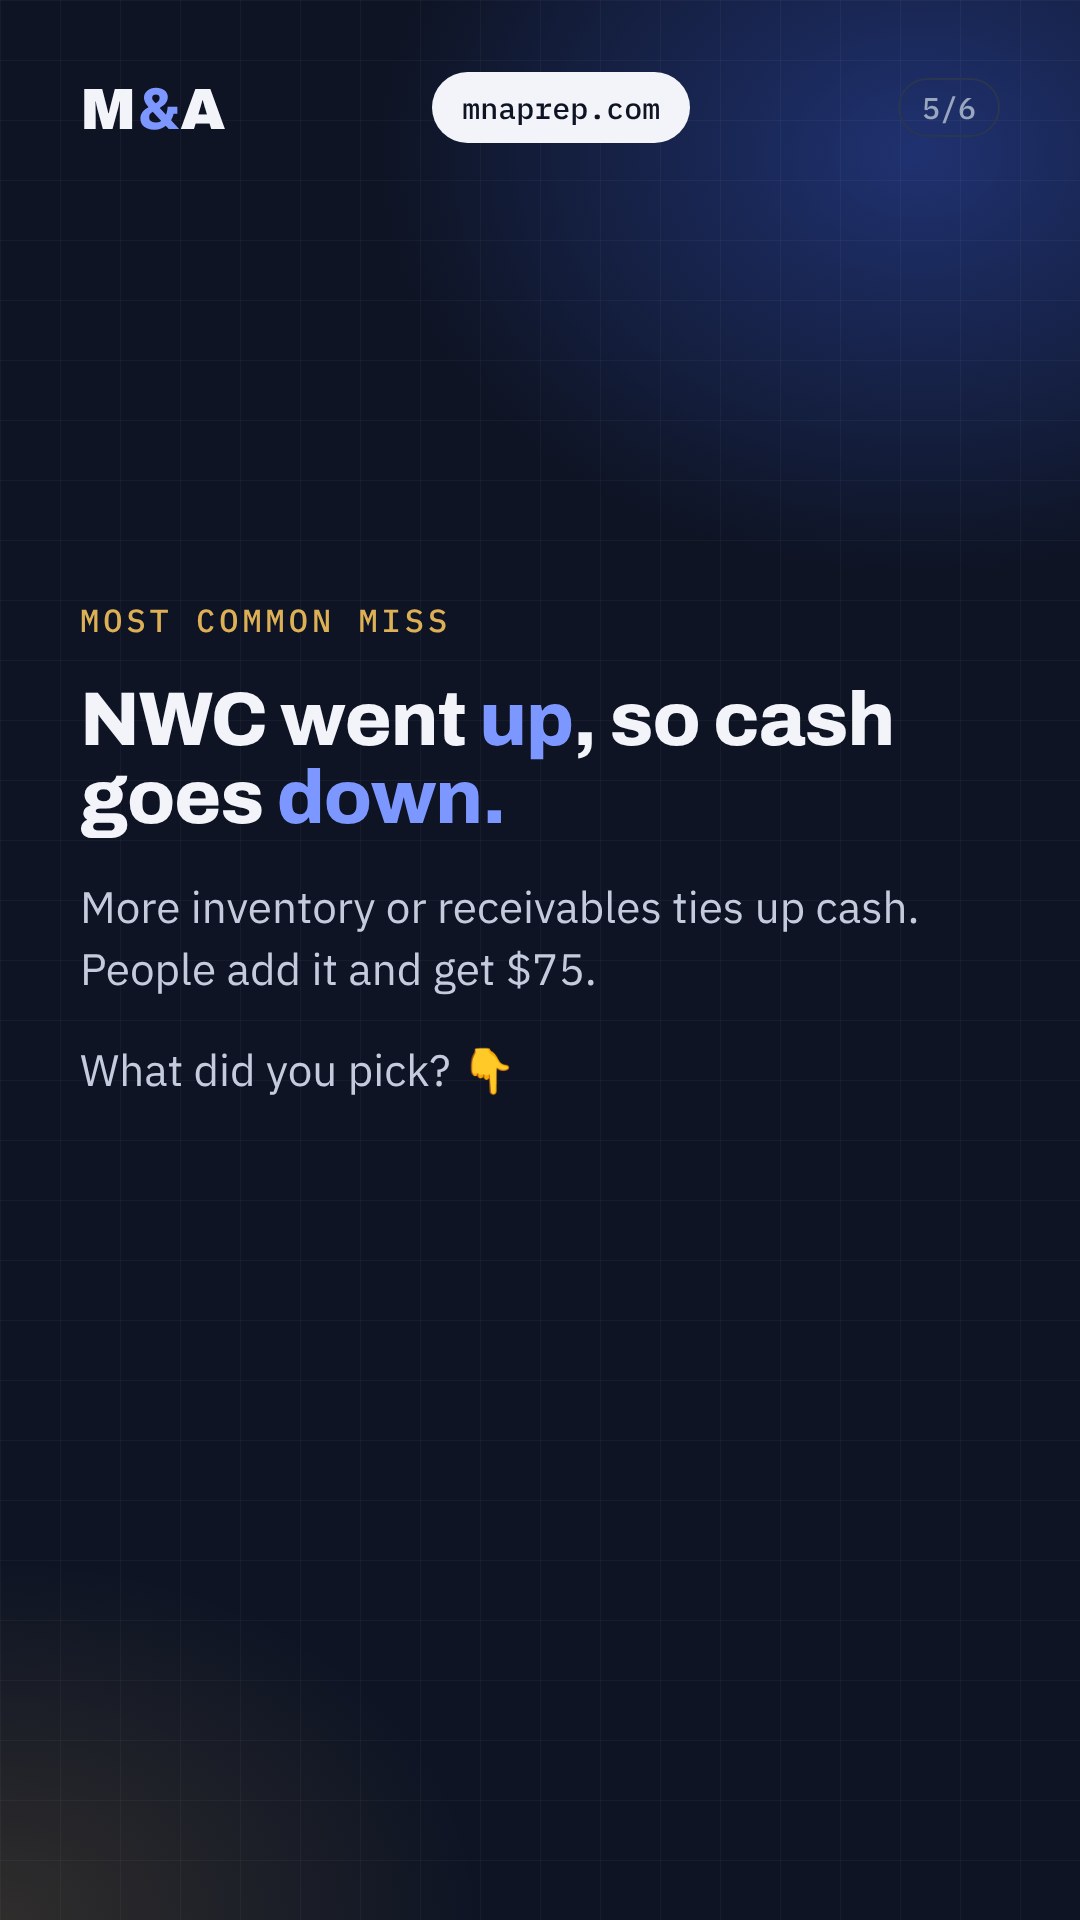 M&A
mnaprep.com
5/6
MOST COMMON MISS
NWC went up, so cash
goes down.
More inventory or receivables ties up cash.
People add it and get $75.
What did you pick? 👇